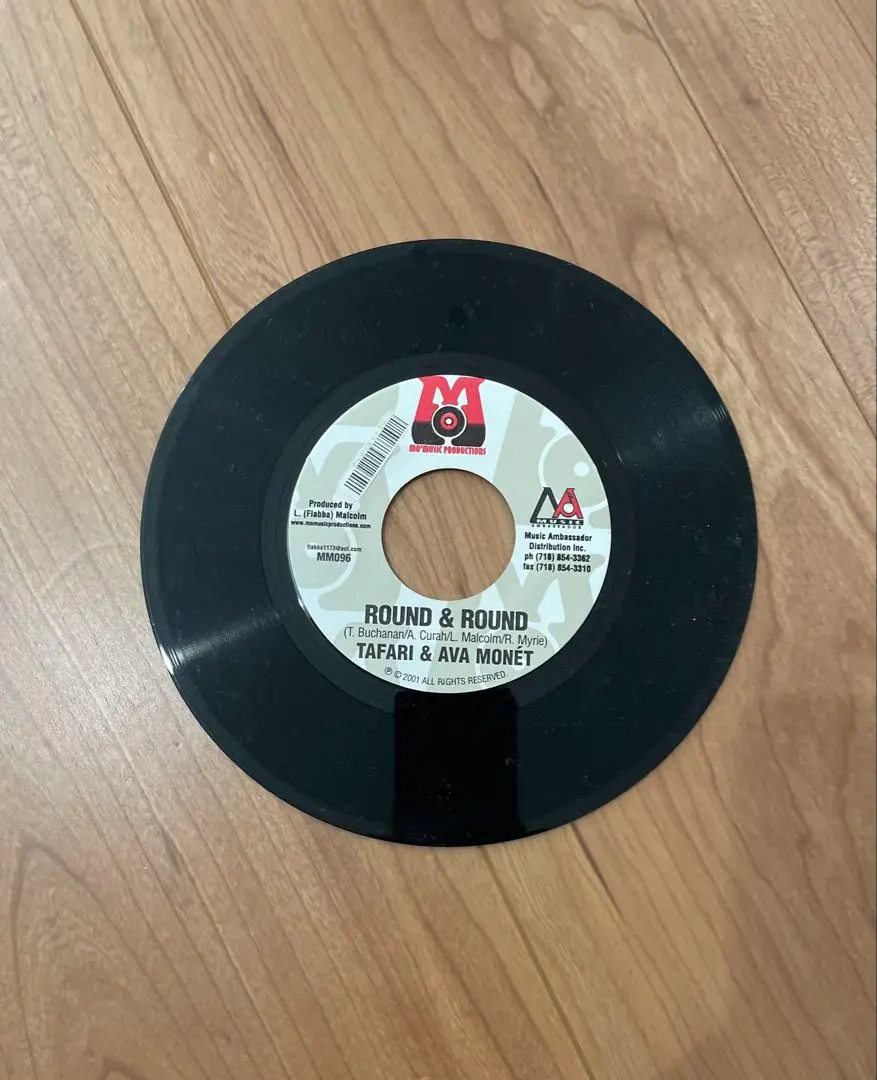 M
MO'MUSIC PRODUCTIONS
Produced by
L. (Flabba) Malcolm
www.momusicproductions.com
flabba1173@aol.com
MM096
MA
MUSIC
AMBASSADOR
Music Ambassador
Distribution Inc.
ph (718) 854-3362
fax (718) 854-3310
ROUND & ROUND
(T. Buchanan/A. Curah/L. Malcolm/R. Myrie)
TAFARI & AVA MONÉT
℗ © 2001 ALL RIGHTS RESERVED.